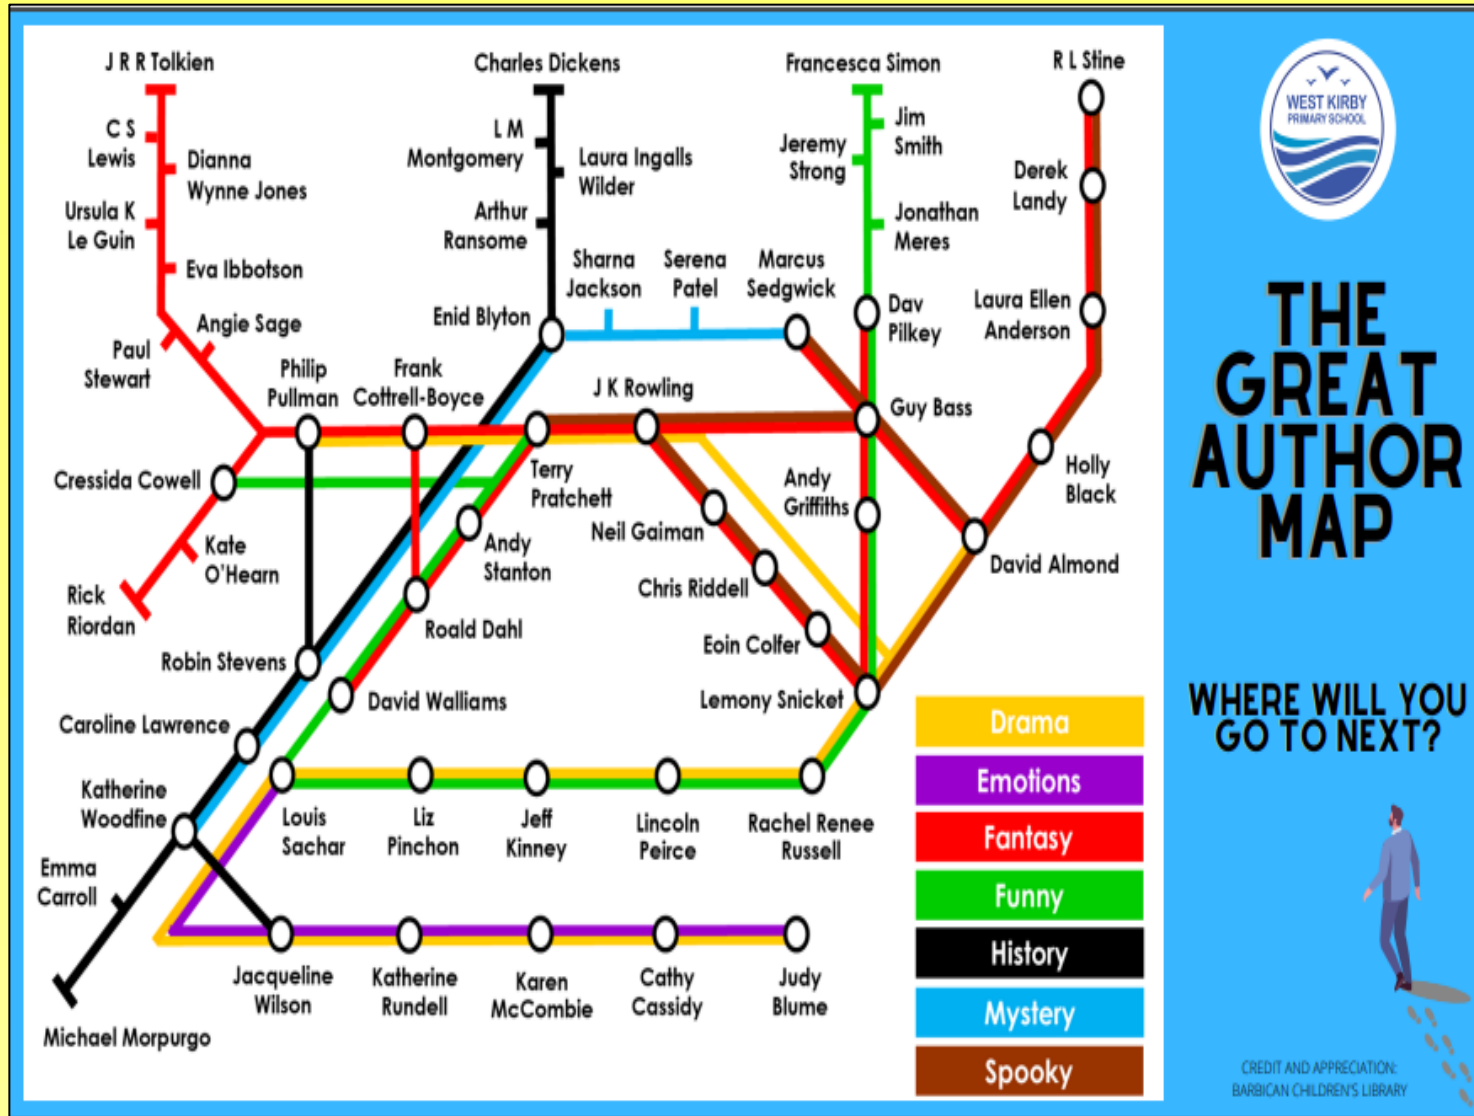 J R R Tolkien
C S
Lewis
Dianna
Wynne Jones
Ursula K
Le Guin
Eva Ibbotson
Angie Sage
Paul
Stewart
Philip
Pullman
Frank
Cottrell-Boyce
Cressida Cowell
Kate
O'Hearn
Rick
Riordan
Charles Dickens
L M
Montgomery
Laura Ingalls
Wilder
Arthur
Ransome
Enid Blyton
Sharna
Jackson
Serena
Patel
Marcus
Sedgwick
Francesca Simon
Jim
Smith
Jeremy
Strong
Jonathan
Meres
Dav
Pilkey
R L Stine
Derek
Landy
Laura Ellen
Anderson
J K Rowling
Guy Bass
Holly
Black
Terry
Pratchett
Andy
Griffiths
Neil Gaiman
Andy
Stanton
David Almond
Chris Riddell
Roald Dahl
Eoin Colfer
Robin Stevens
David Walliams
Lemony Snicket
Caroline Lawrence
Katherine
Woodfine
Louis
Sachar
Liz
Pinchon
Jeff
Kinney
Lincoln
Peirce
Rachel Renee
Russell
Emma
Carroll
Jacqueline
Wilson
Katherine
Rundell
Karen
McCombie
Cathy
Cassidy
Judy
Blume
Michael Morpurgo
Drama
Emotions
Fantasy
Funny
History
Mystery
Spooky
WEST KIRBY
PRIMARY SCHOOL
THE
GREAT
AUTHOR
MAP
WHERE WILL YOU
GO TO NEXT?
CREDIT AND APPRECIATION:
BARBICAN CHILDREN'S LIBRARY